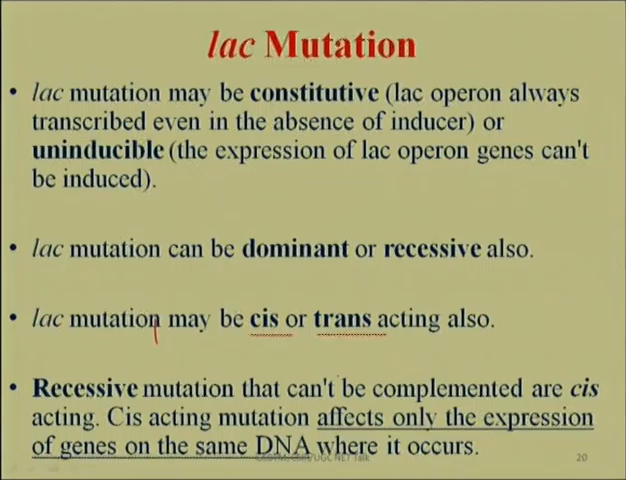 lac Mutation
• lac mutation may be constitutive (lac operon always
transcribed even in the absence of inducer) or
uninducible (the expression of lac operon genes can't
be induced).
• lac mutation can be dominant or recessive also.
• lac mutation may be cis or trans acting also.
• Recessive mutation that can't be complemented are cis
acting. Cis acting mutation affects only the expression
of genes on the same DNA where it occurs.
NET Talk
20